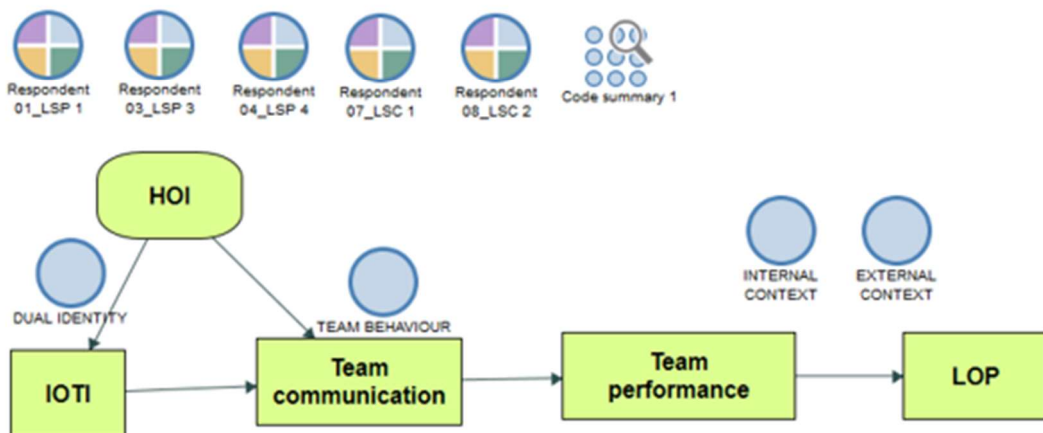 Respondent
01_LSP 1
Respondent
03_LSP 3
Respondent
04_LSP 4
Respondent
07_LSC 1
Respondent
08_LSC 2
Code summary 1
HOI
DUAL IDENTITY
TEAM BEHAVIOUR
INTERNAL
CONTEXT
EXTERNAL
CONTEXT
IOTI
Team
communication
Team
performance
LOP